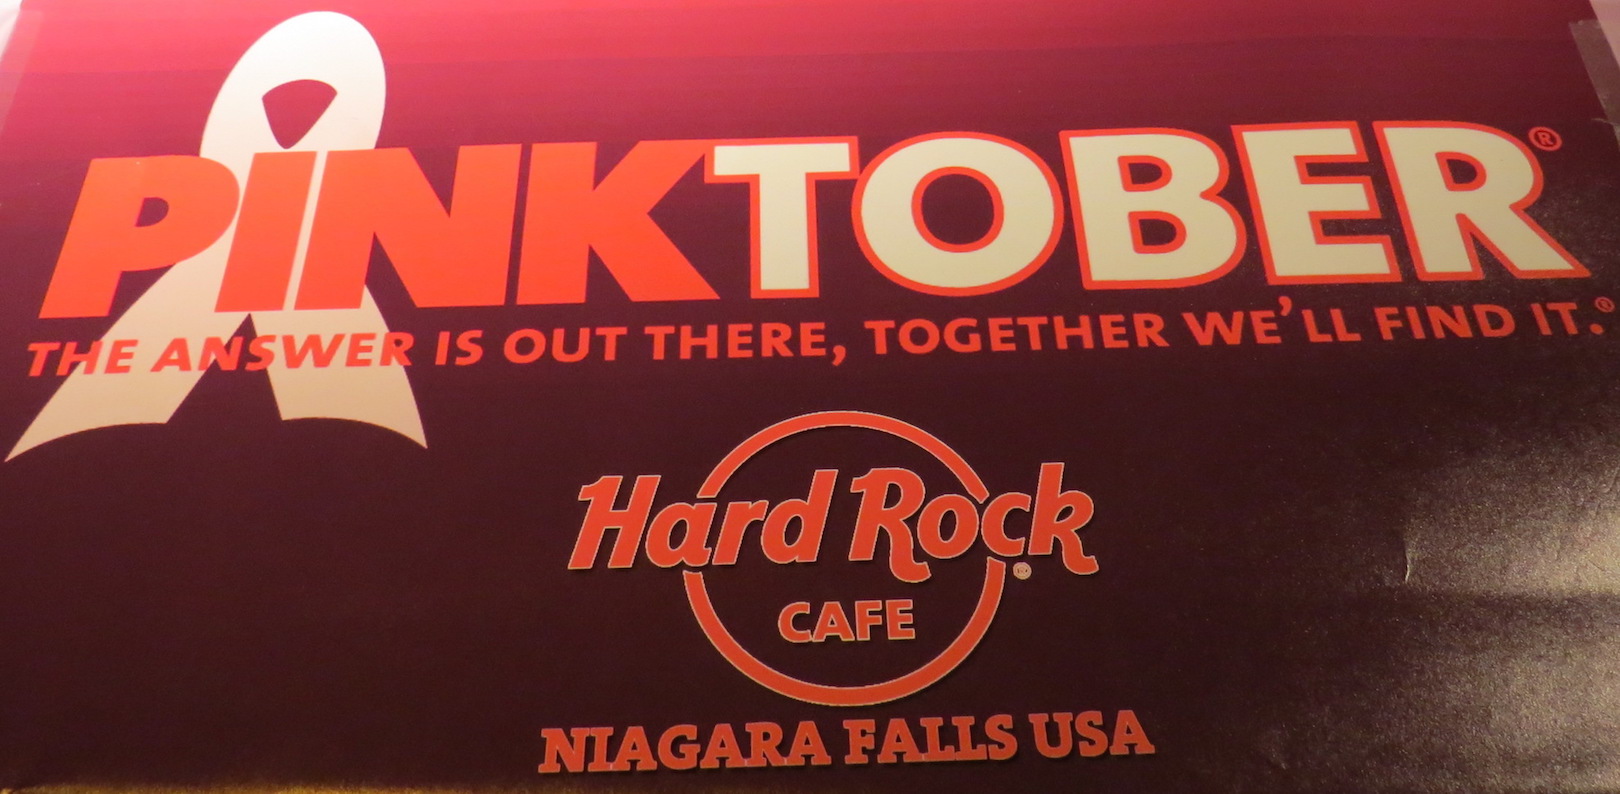 PINKTOBER®
THE ANSWER IS OUT THERE, TOGETHER WE'LL FIND IT.®
Hard Rock®
CAFE
NIAGARA FALLS USA